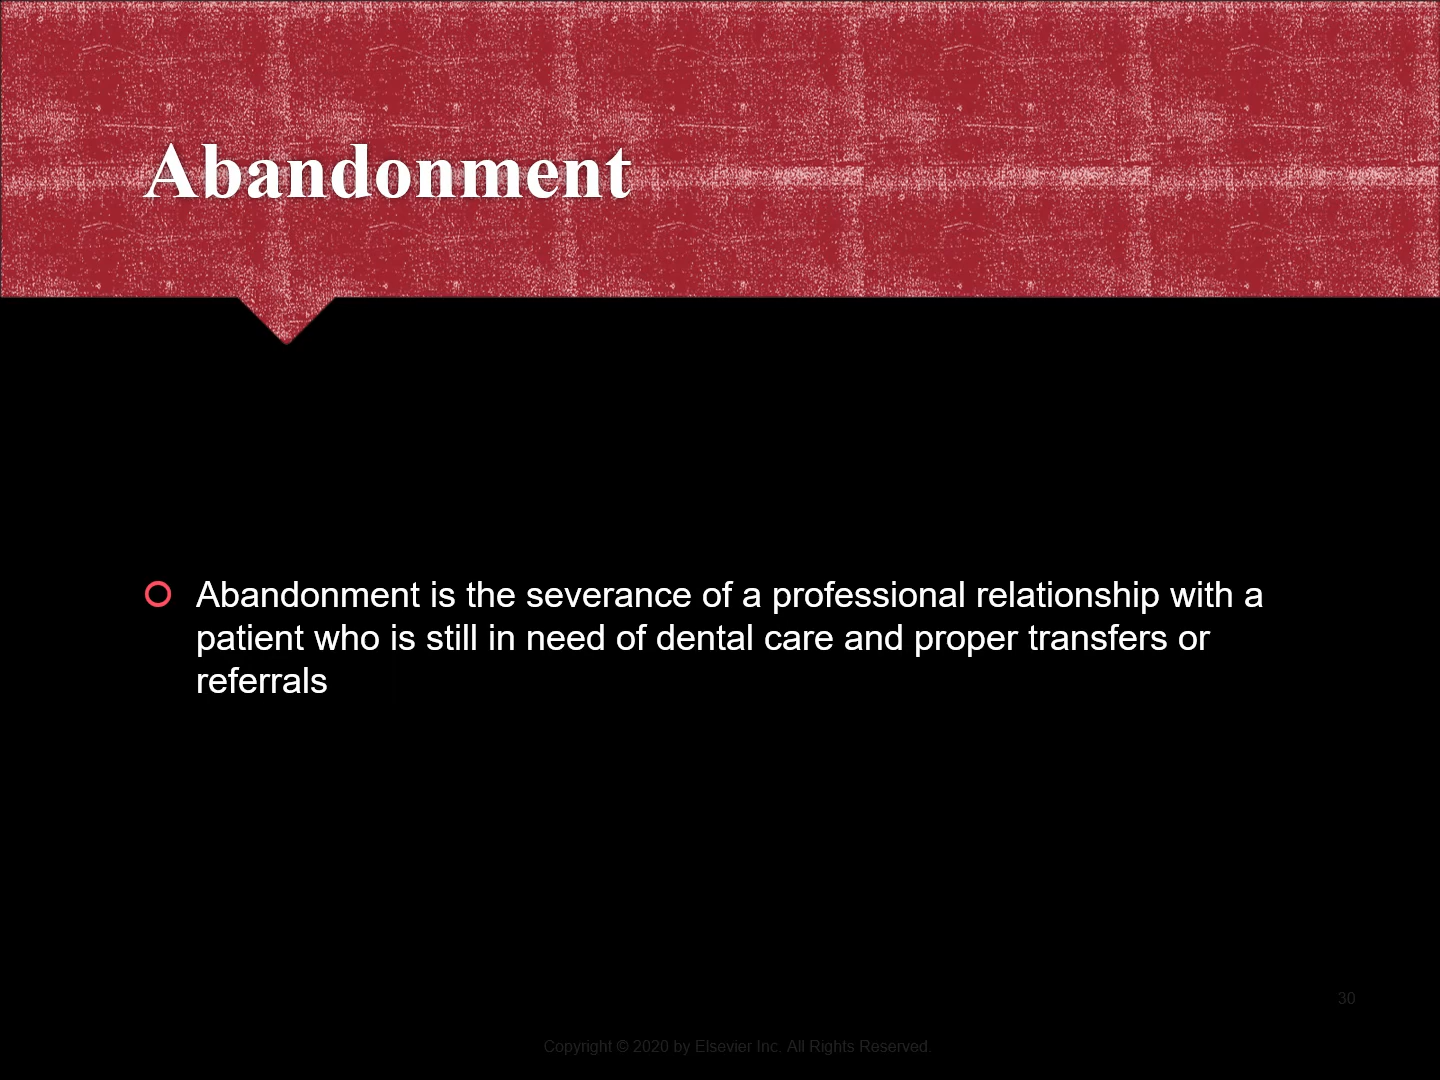 Abandonment
Abandonment is the severance of a professional relationship with a
patient who is still in need of dental care and proper transfers or
referrals
30
Copyright © 2020 by Elsevier Inc. All Rights Reserved.